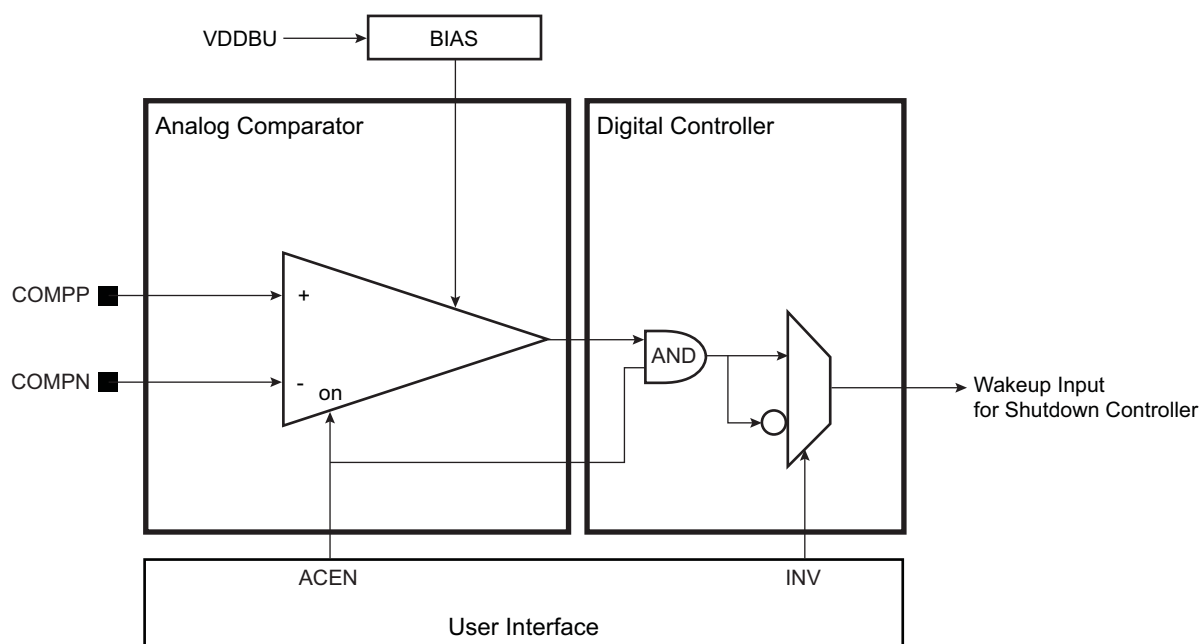 VDDBU
BIAS
Analog Comparator
Digital Controller
COMPP
+
AND
COMPN
-
on
Wakeup Input
for Shutdown Controller
ACEN
INV
User Interface